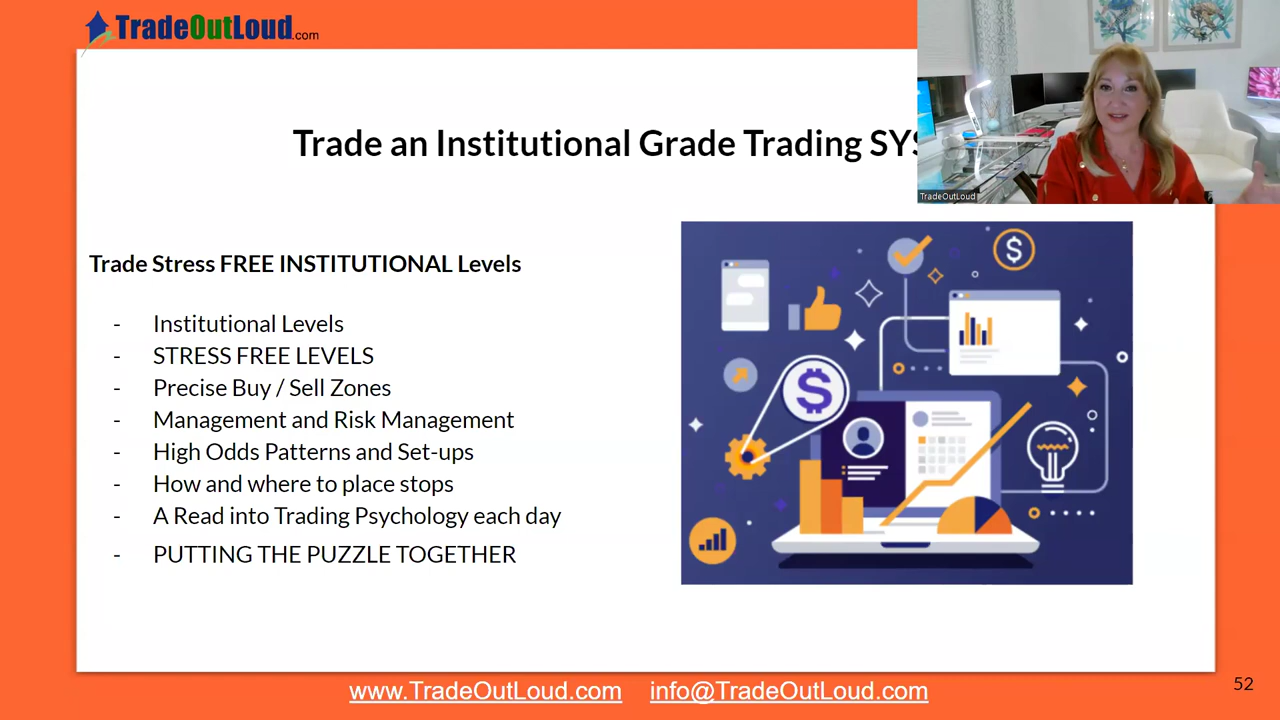 TradeOutLoud.com
Trade an Institutional Grade Trading
TradeOutLoud
Trade Stress FREE INSTITUTIONAL Levels
- Institutional Levels
- STRESS FREE LEVELS
- Precise Buy / Sell Zones
- Management and Risk Management
- High Odds Patterns and Set-ups
- How and where to place stops
- A Read into Trading Psychology each day
- PUTTING THE PUZZLE TOGETHER
$
$
www.TradeOutLoud.com info@TradeOutLoud.com
52